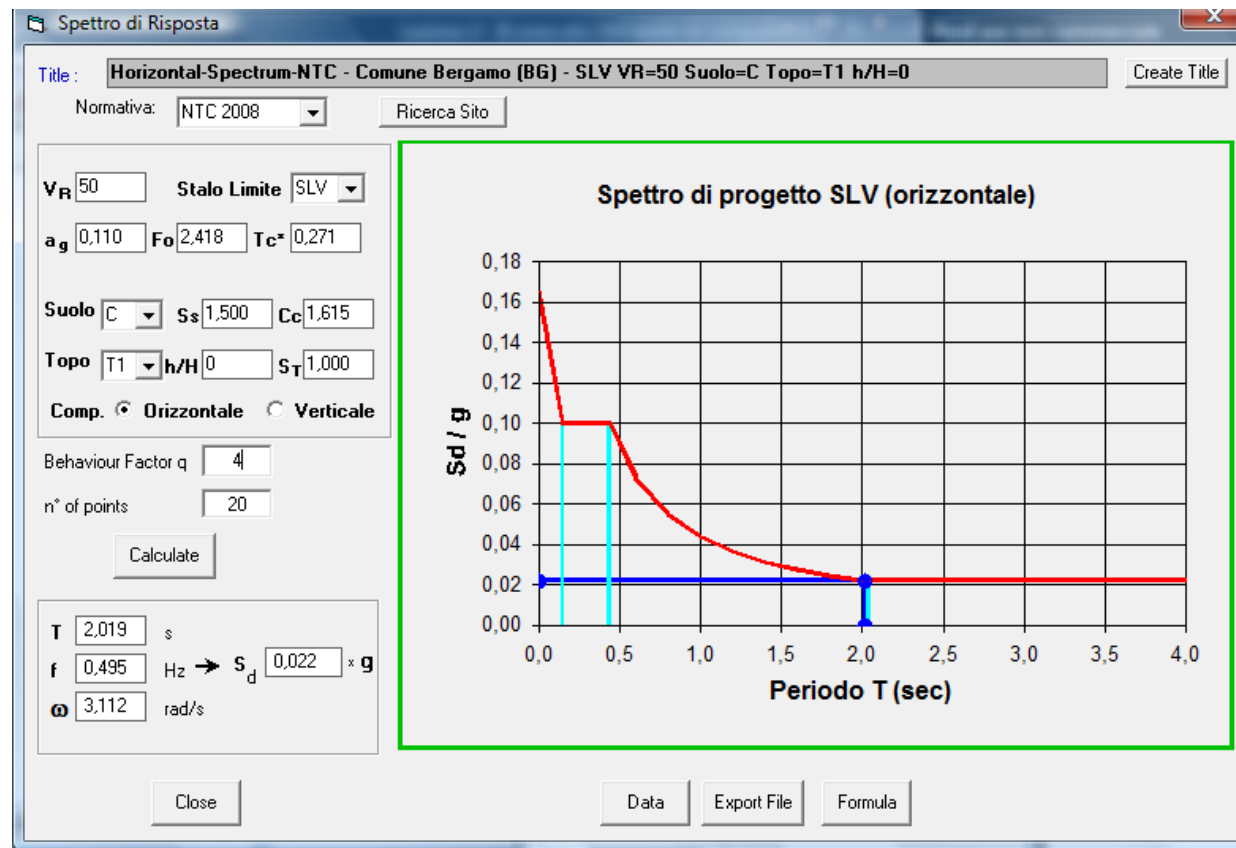 Spettro di Risposta
X
Title : Horizontal-Spectrum-NTC - Comune Bergamo (BG) - SLV VR=50 Suolo=C Topo=T1 h/H=0 Create Title
Normativa: NTC 2008 Ricerca Sito
VR 50 Stalo Limite SLV
ag 0,110 Fo 2,418 Tc* 0,271
Suolo C Ss 1,500 Cc 1,615
Topo T1 h/H 0 ST 1,000
Comp. Orizzontale Verticale
Behaviour Factor q 4
n° of points 20
Calculate
T 2,019 s
f 0,495 Hz → Sd 0,022 × g
ω 3,112 rad/s
Spettro di progetto SLV (orizzontale)
Sd / g
0,18
0,16
0,14
0,12
0,10
0,08
0,06
0,04
0,02
0,00
0,0 0,5 1,0 1,5 2,0 2,5 3,0 3,5 4,0
Periodo T (sec)
Close Data Export File Formula